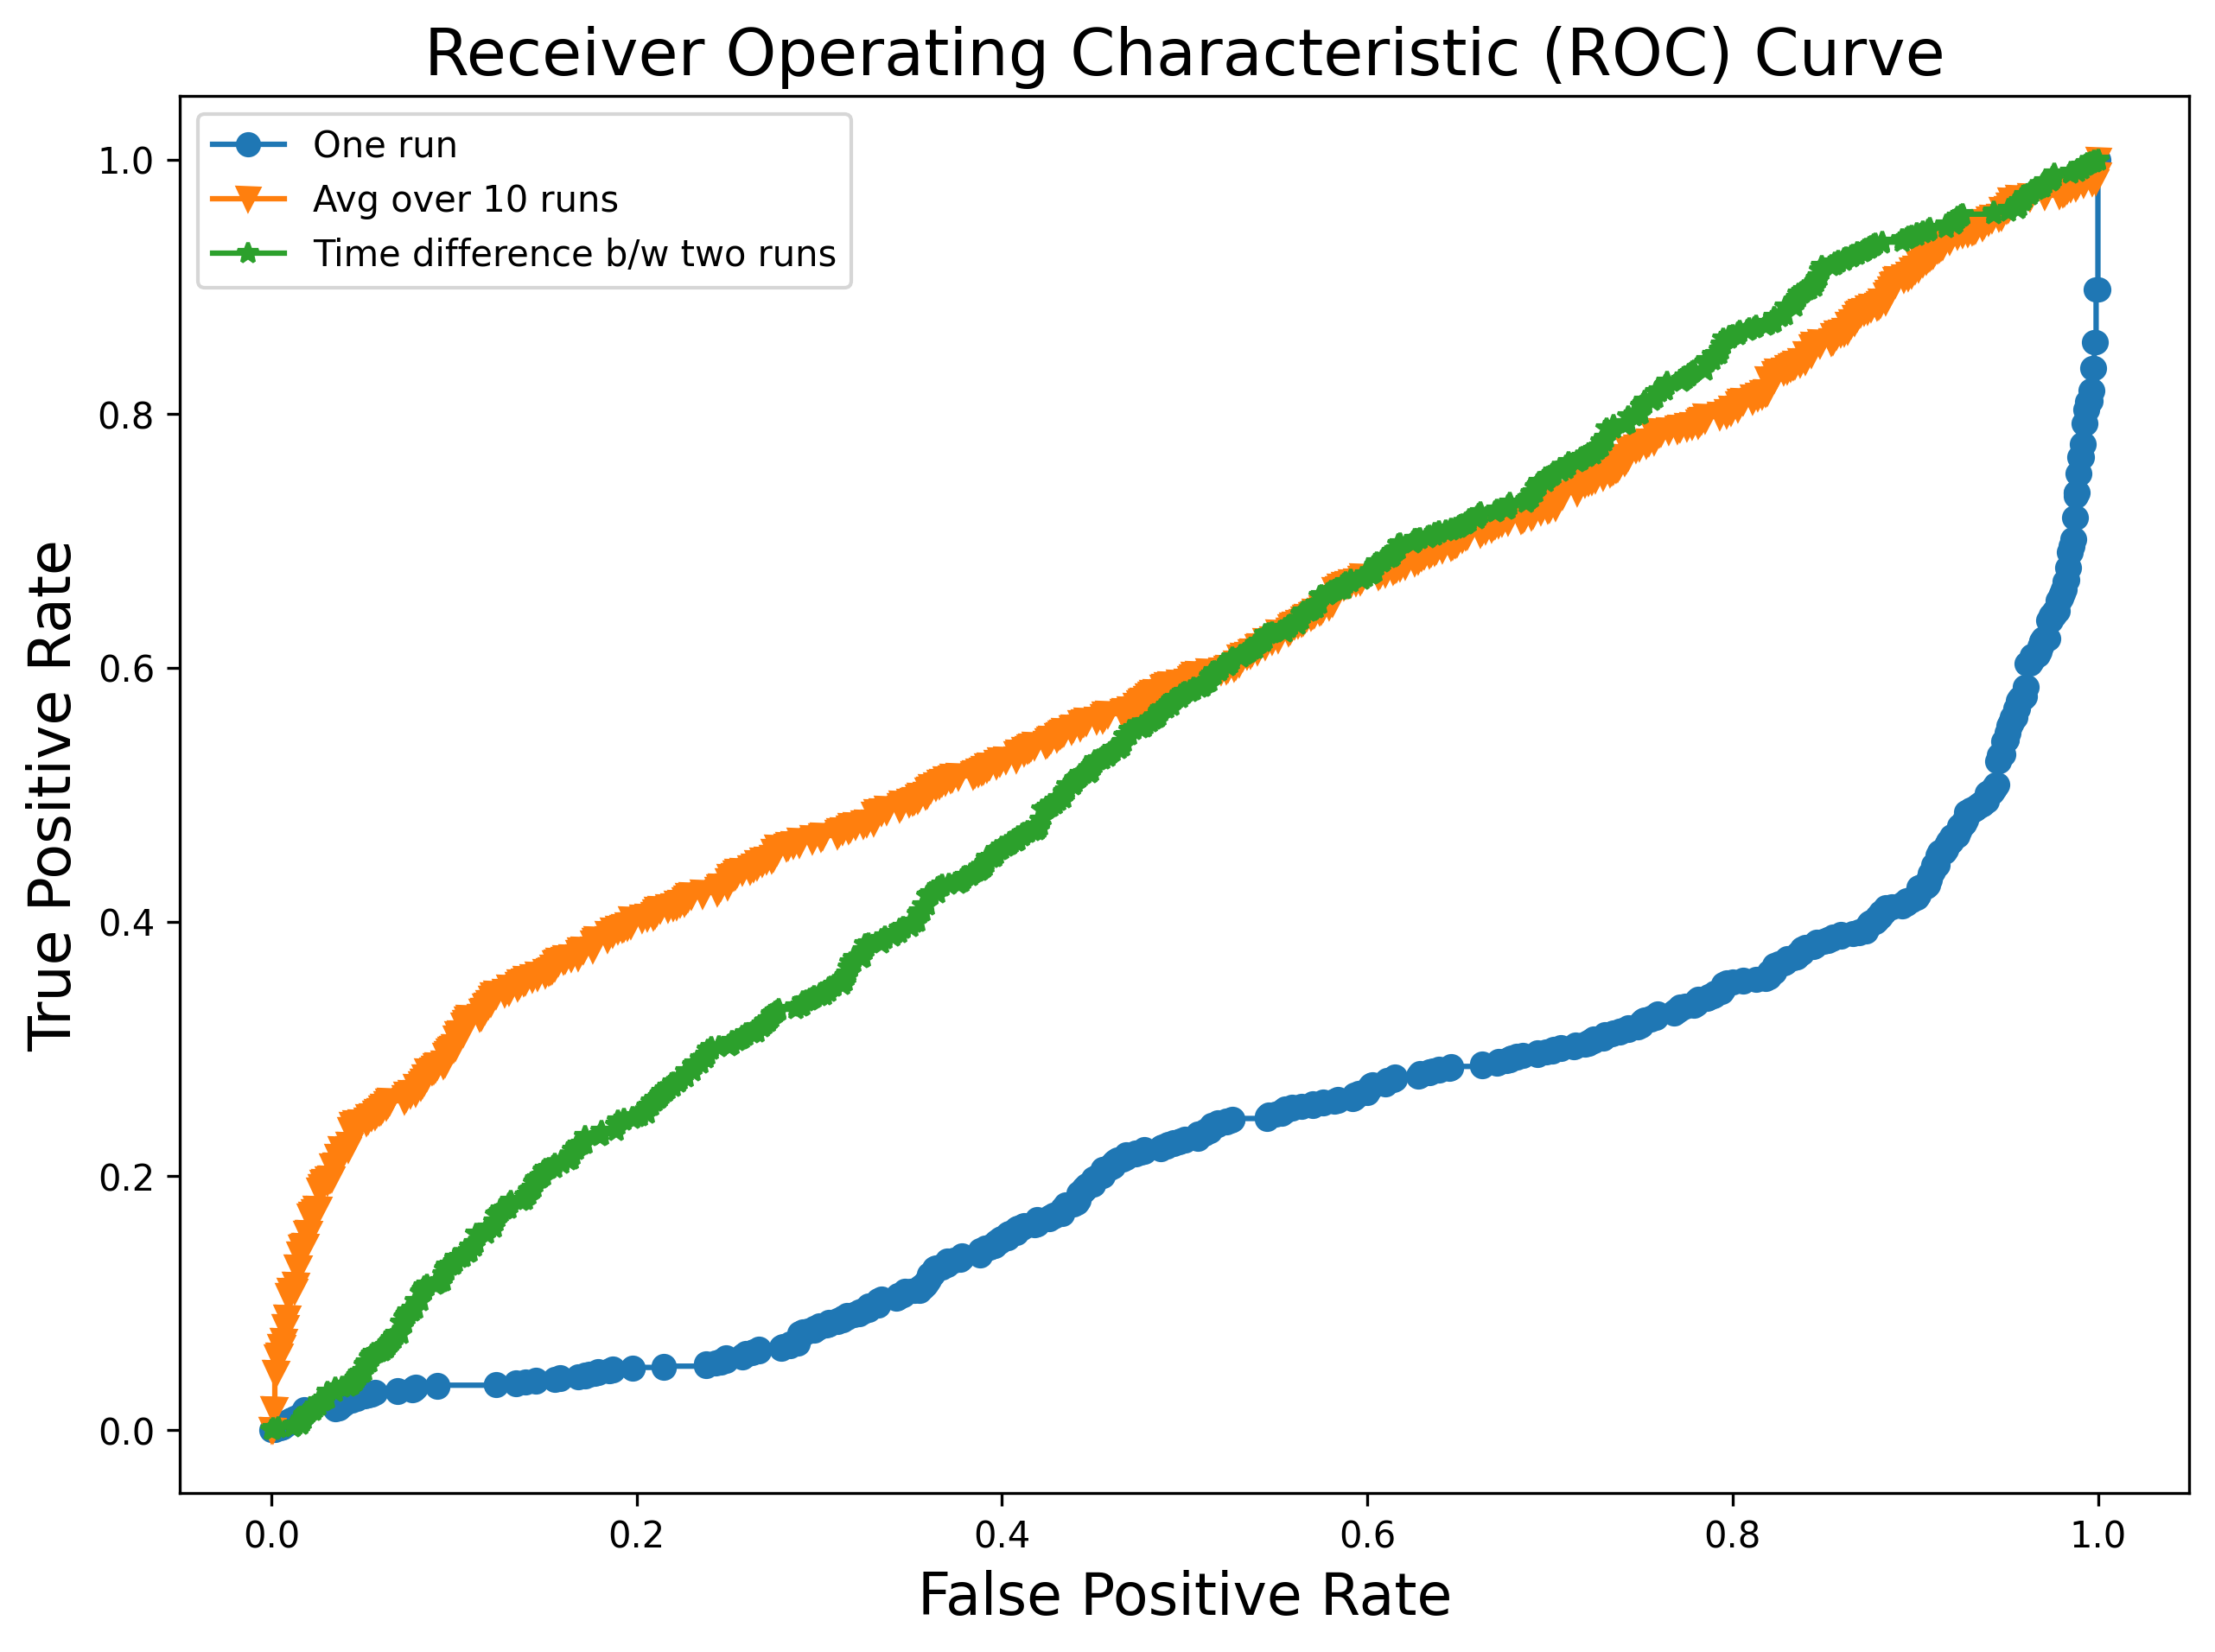 Receiver Operating Characteristic (ROC) Curve
One run
Avg over 10 runs
Time difference b/w two runs
1.0
0.8
0.6
0.4
0.2
0.0
True Positive Rate
0.0 0.2 0.4 0.6 0.8 1.0
False Positive Rate